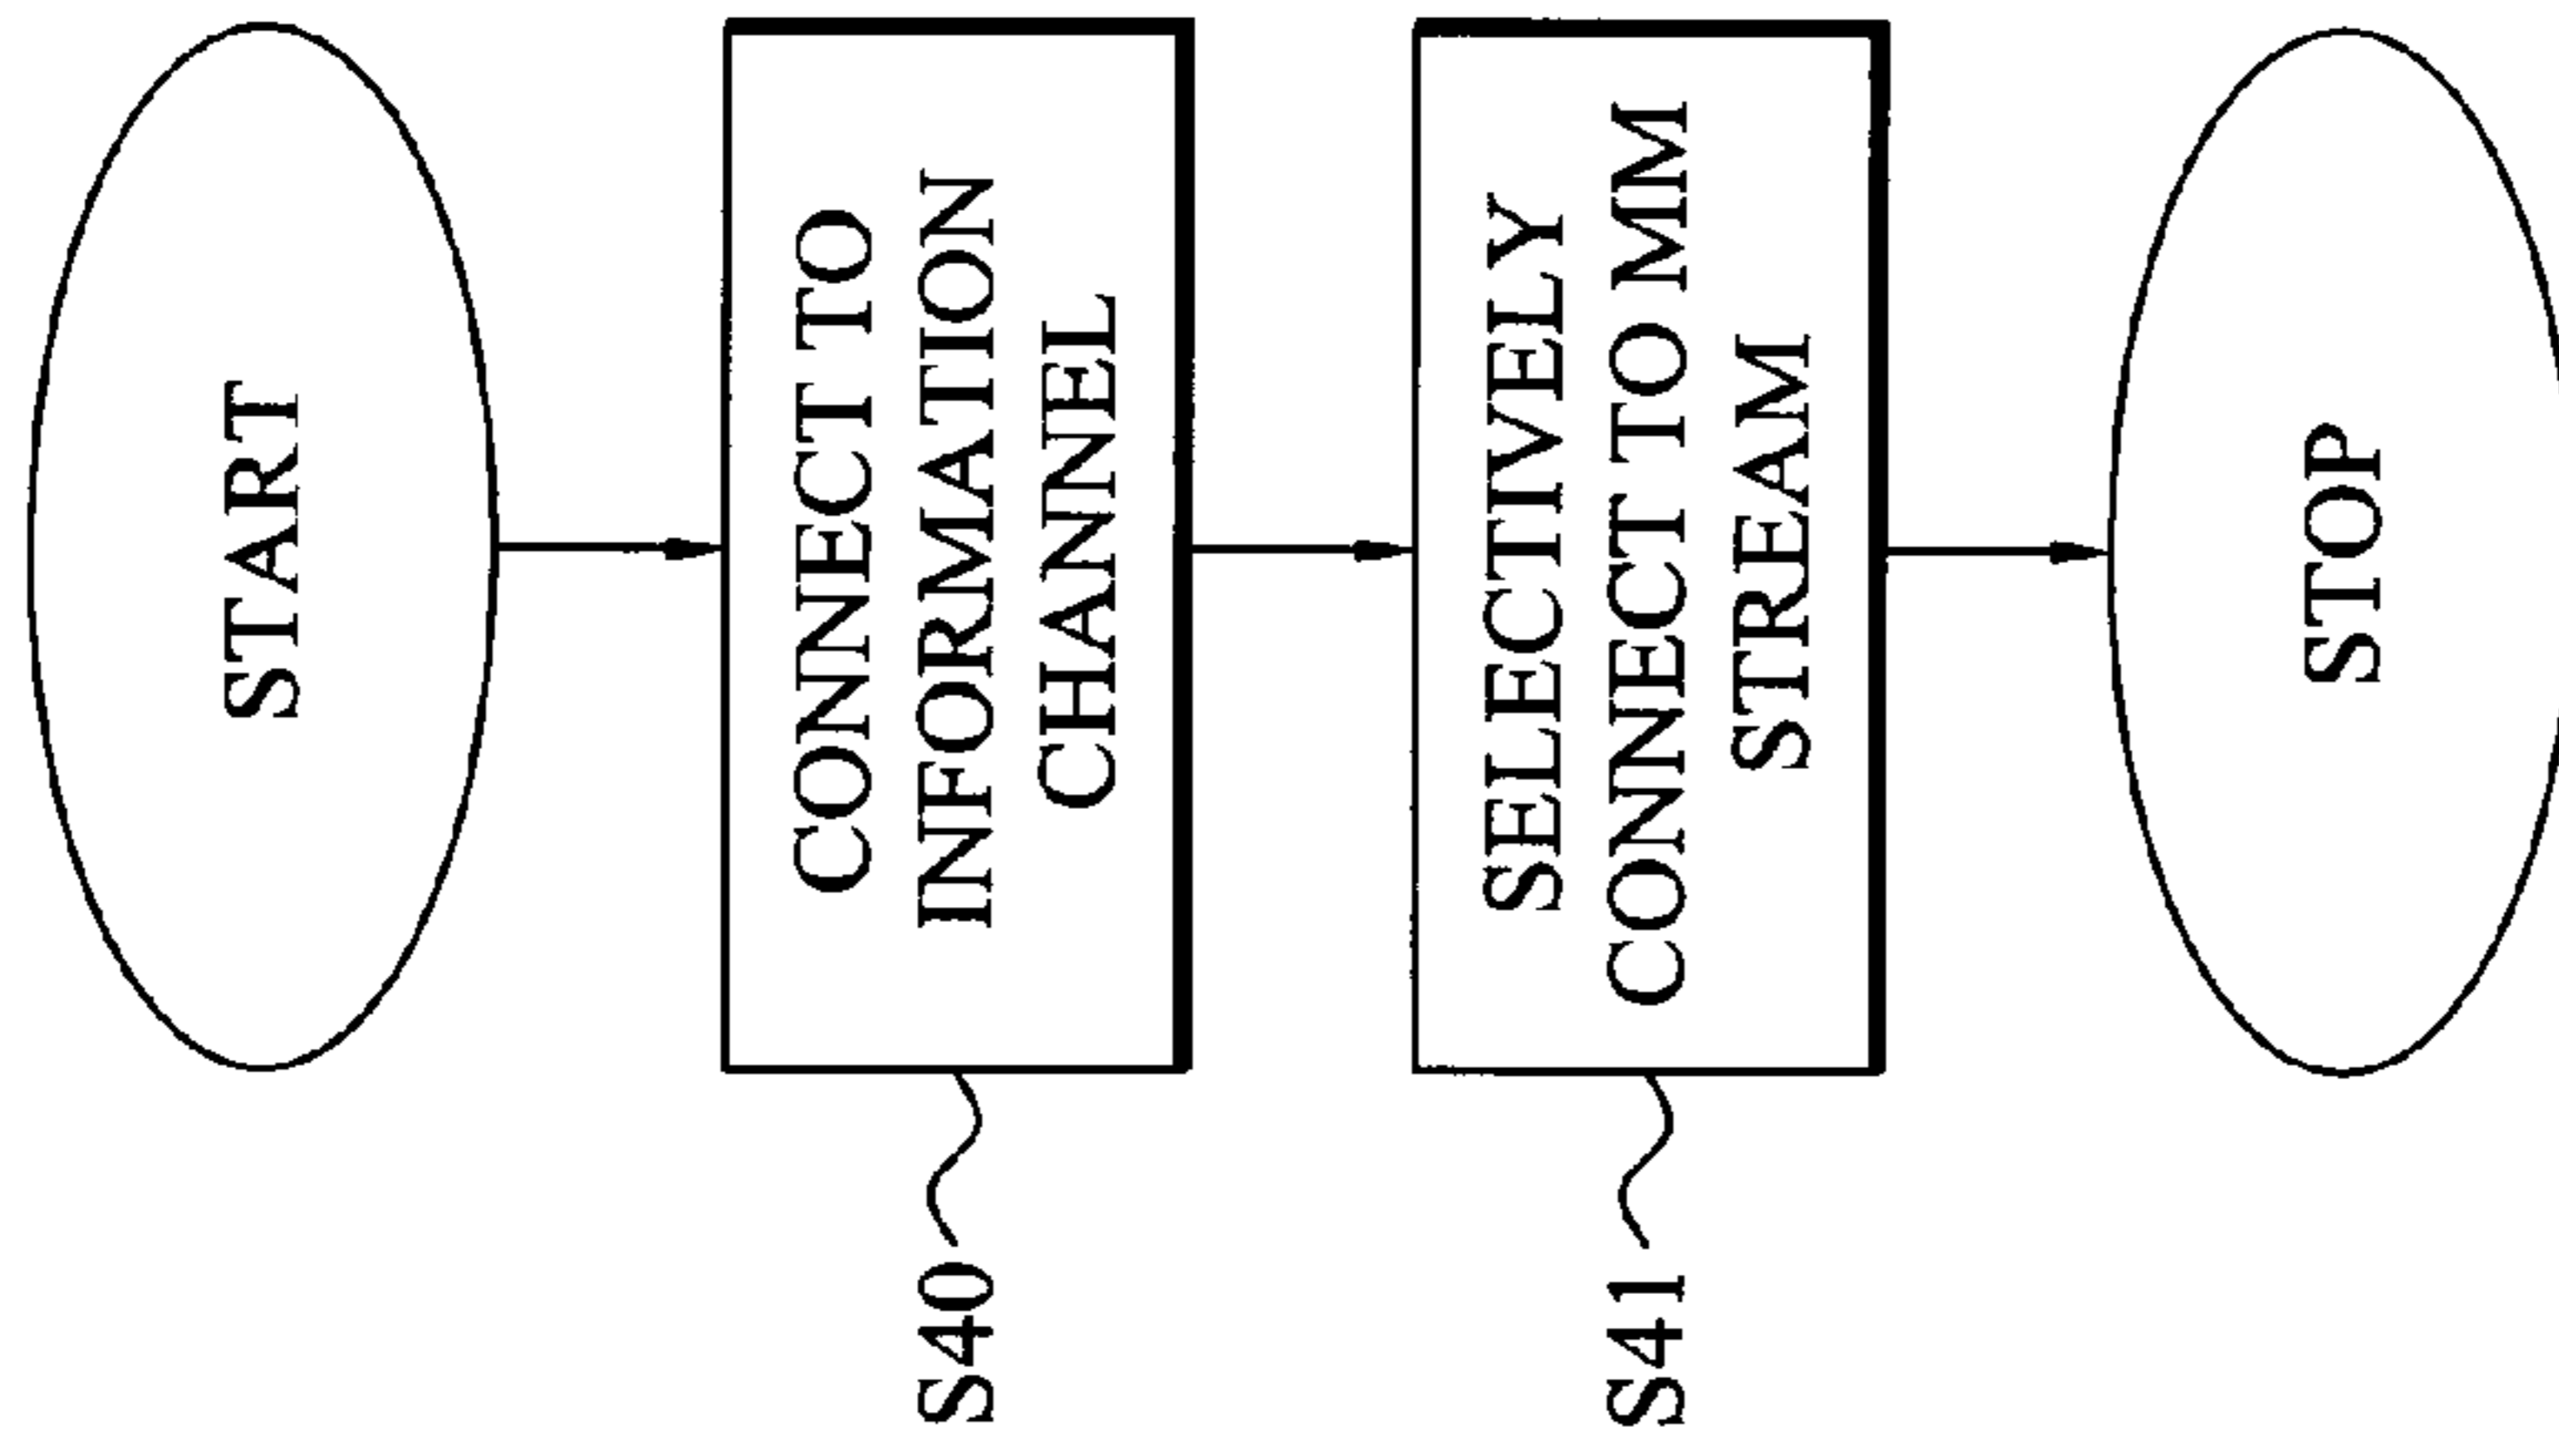 START
CONNECT TO
INFORMATION
CHANNEL
S40
SELECTIVELY
CONNECT TO MM
STREAM
S41
STOP